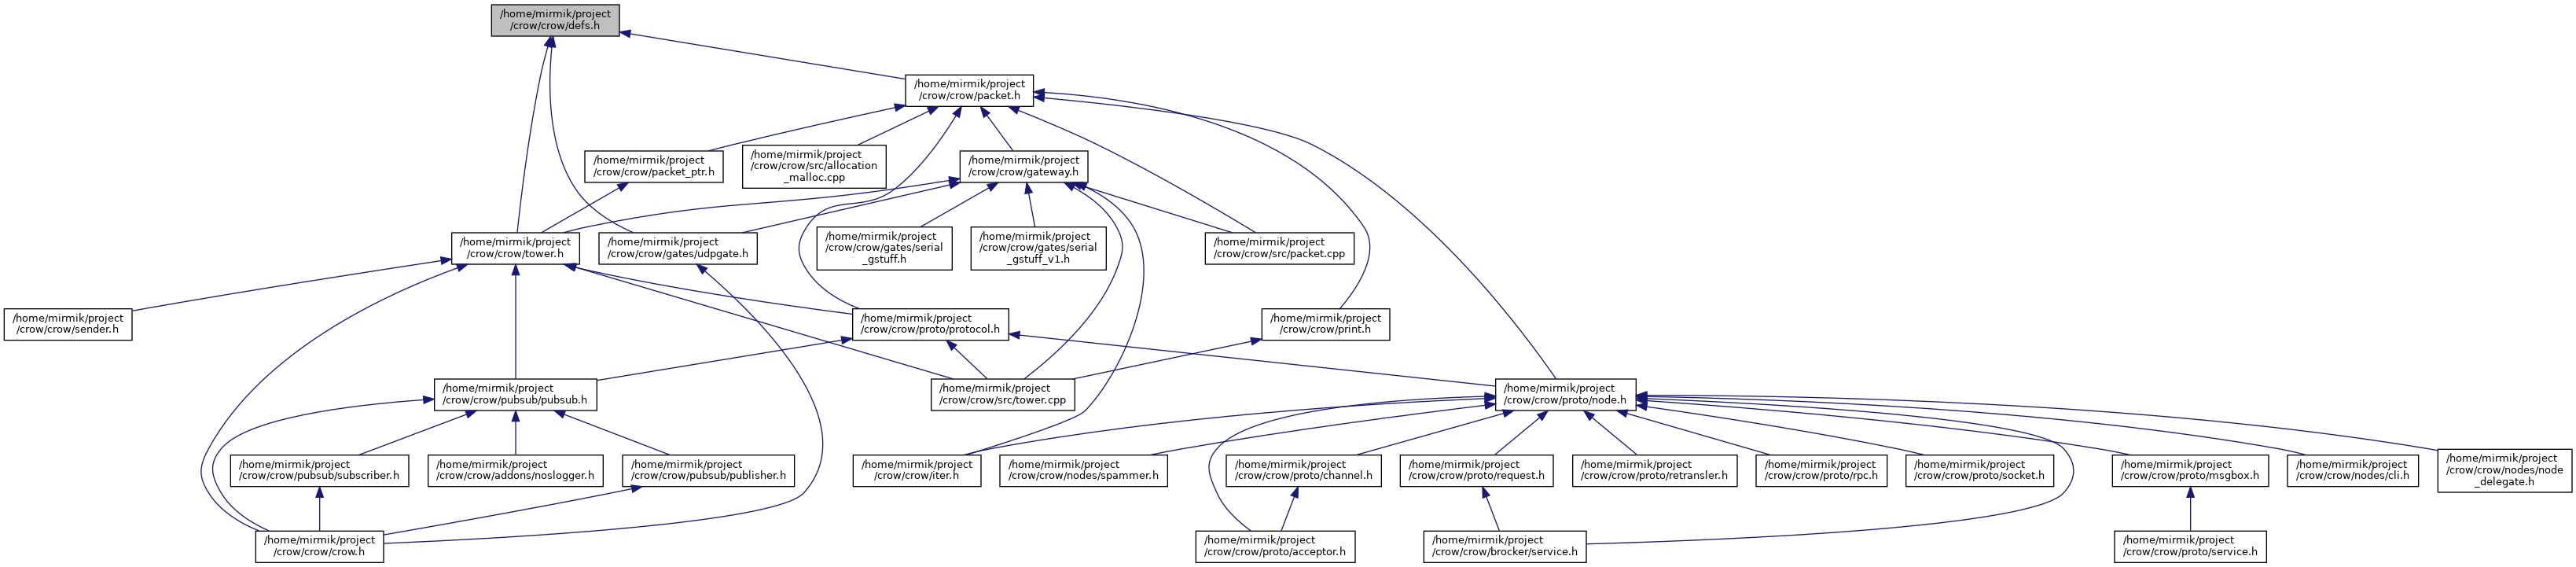 /home/mirmik/project
/crow/crow/defs.h
/home/mirmik/project
/crow/crow/packet.h
/home/mirmik/project
/crow/crow/packet_ptr.h
/home/mirmik/project
/crow/crow/src/allocation
_malloc.cpp
/home/mirmik/project
/crow/crow/gateway.h
/home/mirmik/project
/crow/crow/tower.h
/home/mirmik/project
/crow/crow/gates/udpgate.h
/home/mirmik/project
/crow/crow/gates/serial
_gstuff.h
/home/mirmik/project
/crow/crow/gates/serial
_gstuff_v1.h
/home/mirmik/project
/crow/crow/src/packet.cpp
/home/mirmik/project
/crow/crow/sender.h
/home/mirmik/project
/crow/crow/proto/protocol.h
/home/mirmik/project
/crow/crow/print.h
/home/mirmik/project
/crow/crow/pubsub/pubsub.h
/home/mirmik/project
/crow/crow/src/tower.cpp
/home/mirmik/project
/crow/crow/proto/node.h
/home/mirmik/project
/crow/crow/pubsub/subscriber.h
/home/mirmik/project
/crow/crow/addons/noslogger.h
/home/mirmik/project
/crow/crow/pubsub/publisher.h
/home/mirmik/project
/crow/crow/iter.h
/home/mirmik/project
/crow/crow/nodes/spammer.h
/home/mirmik/project
/crow/crow/proto/channel.h
/home/mirmik/project
/crow/crow/proto/request.h
/home/mirmik/project
/crow/crow/proto/retransler.h
/home/mirmik/project
/crow/crow/proto/rpc.h
/home/mirmik/project
/crow/crow/proto/socket.h
/home/mirmik/project
/crow/crow/proto/msgbox.h
/home/mirmik/project
/crow/crow/nodes/cli.h
/home/mirmik/project
/crow/crow/nodes/node
_delegate.h
/home/mirmik/project
/crow/crow/crow.h
/home/mirmik/project
/crow/crow/proto/acceptor.h
/home/mirmik/project
/crow/crow/brocker/service.h
/home/mirmik/project
/crow/crow/proto/service.h